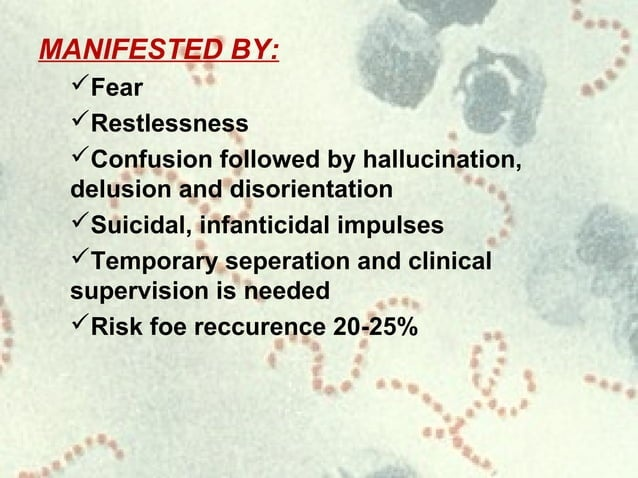 MANIFESTED BY:
✓Fear
✓Restlessness
✓Confusion followed by hallucination,
delusion and disorientation
✓Suicidal, infanticidal impulses
✓Temporary seperation and clinical
supervision is needed
✓Risk foe reccurence 20-25%